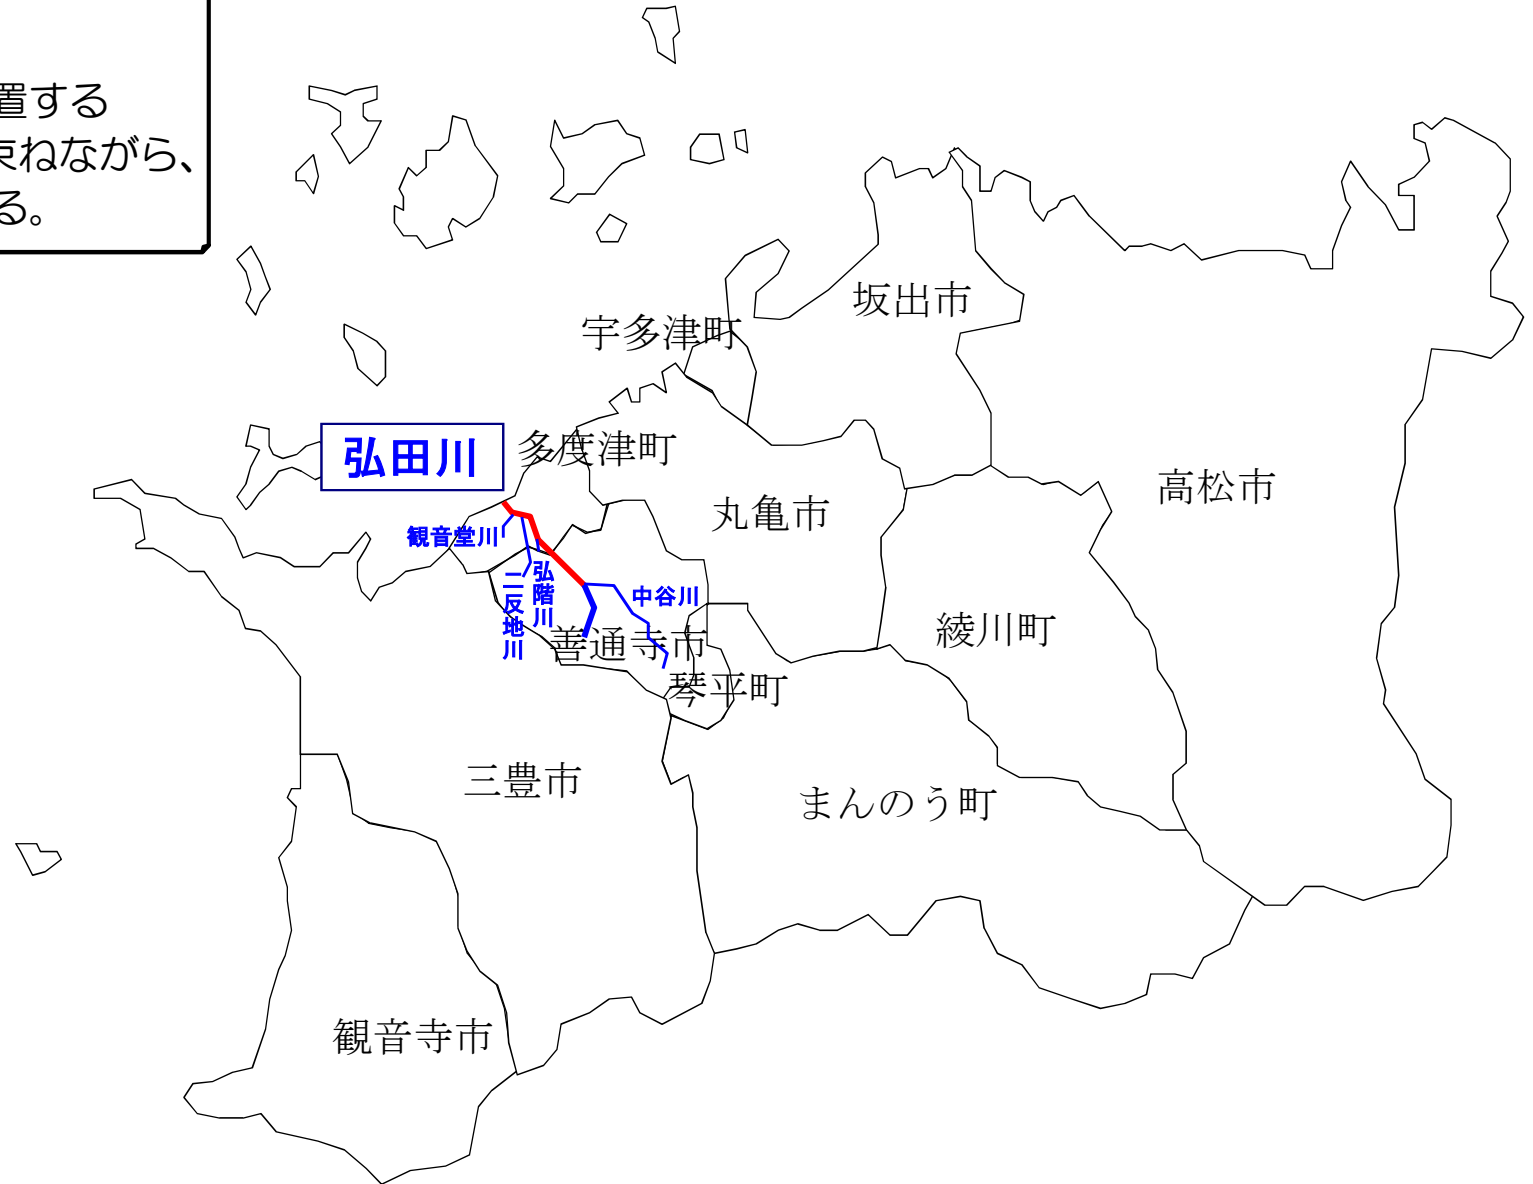 置する
束ねながら、
る。
坂出市
宇多津町
弘田川
多度津町
高松市
丸亀市
観音堂川
弘階川
二反地川
中谷川
綾川町
善通寺市
琴平町
三豊市
まんのう町
観音寺市